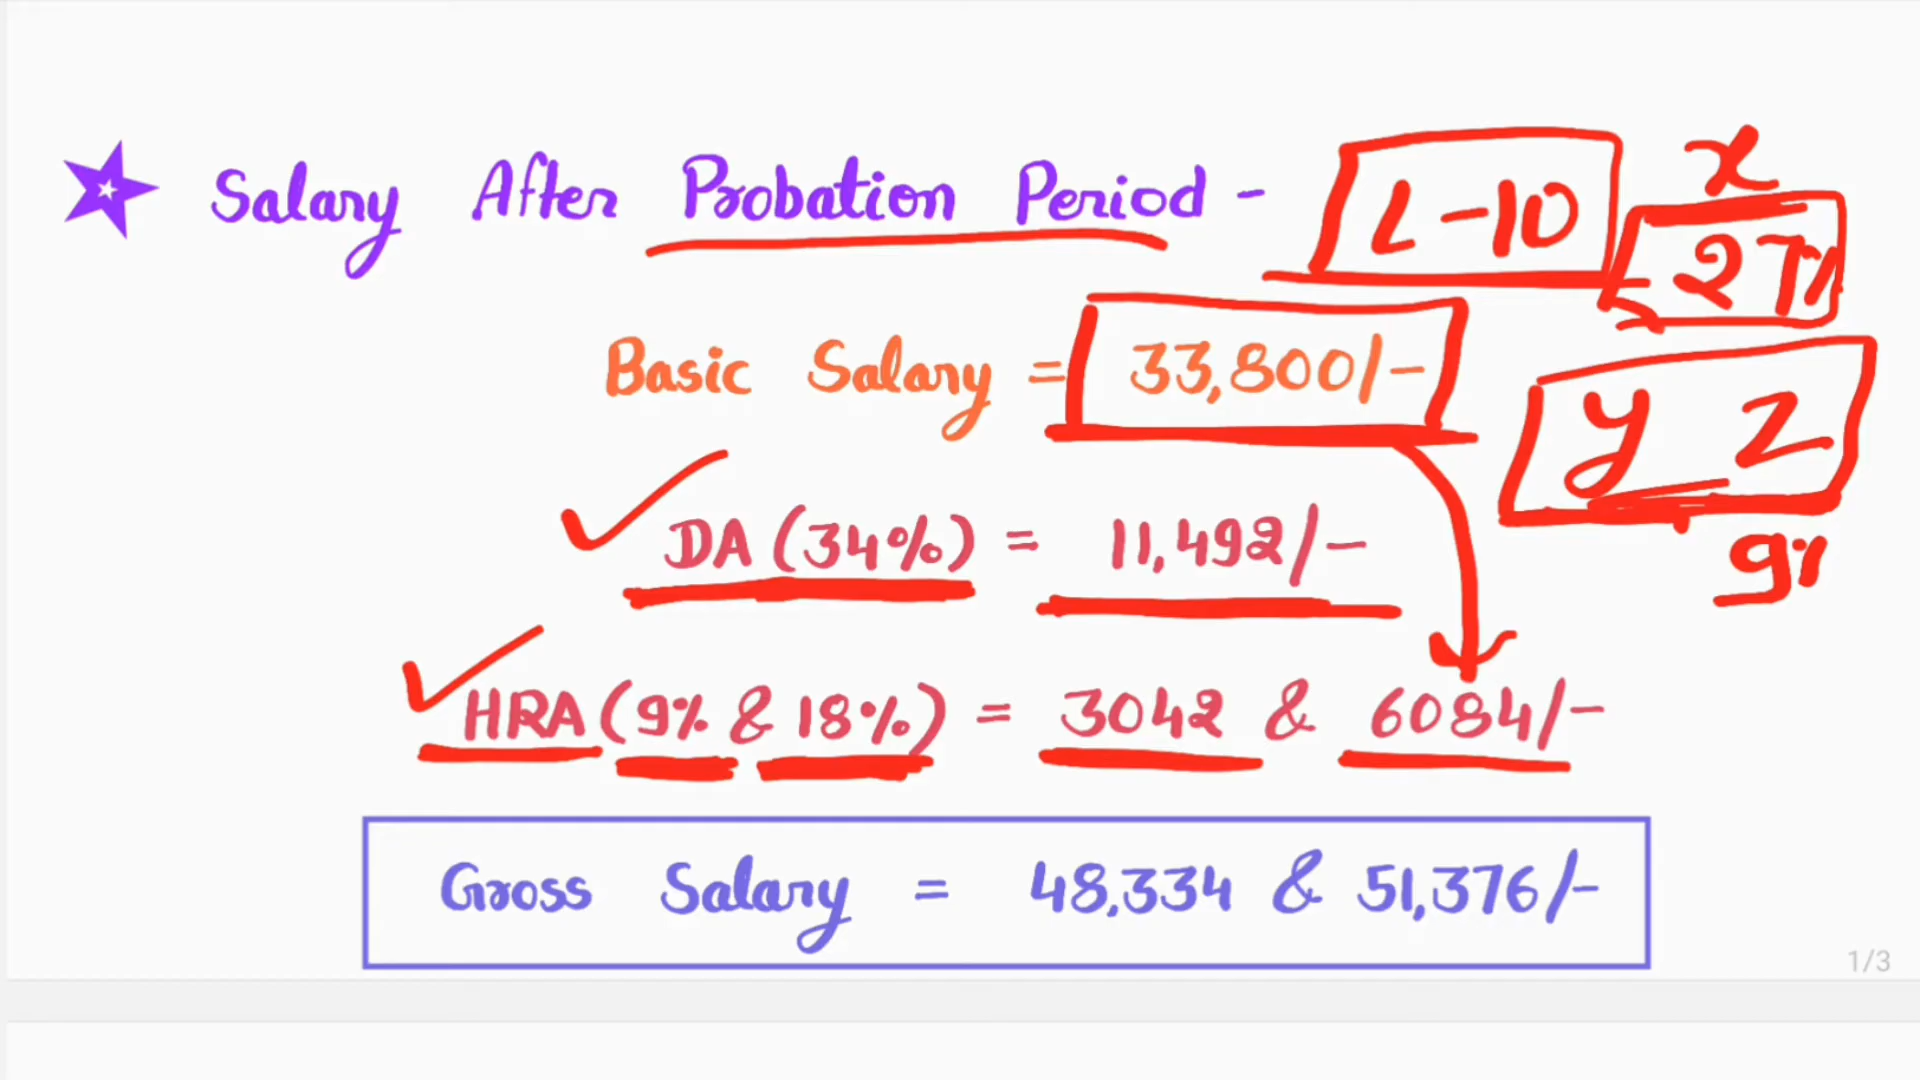 Salary After Probation Period - L-10
x
27%
Basic Salary = 33,800/-
y z
9%
DA (34%) = 11,492/-
HRA (9% & 18%) = 3042 & 6084/-
Gross Salary = 48,334 & 51,376/-
1/3